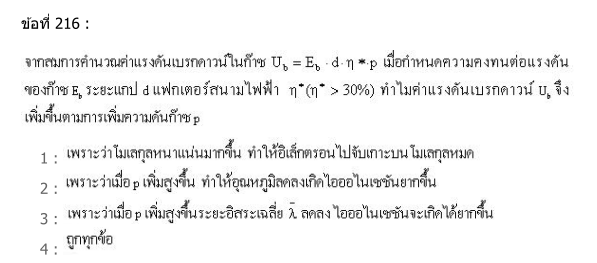 ข้อที่ 216 :
จากสมการคำนวณค่าแรงดันเบรกดาวน์ในก๊าซ U_b = E_b · d · η * · p เมื่อกำหนดความคงทนต่อแรงดัน
ของก๊าซ E_b ระยะแกป d แฟกเตอร์สนามไฟฟ้า η*(η* > 30%) ทำไมค่าแรงดันเบรกดาวน์ U_b จึง
เพิ่มขึ้นตามการเพิ่มความดันก๊าซ p
1 : เพราะว่าโมเลกุลหนาแน่นมากขึ้น ทำให้อิเล็กตรอนไปจับเกาะบนโมเลกุลหมด
2 : เพราะว่าเมื่อ p เพิ่มสูงขึ้น ทำให้อุณหภูมิลดลงเกิดไอออไนเซชันยากขึ้น
3 : เพราะว่าเมื่อ p เพิ่มสูงขึ้นระยะอิสระเฉลี่ย λ̄ ลดลง ไอออไนเซชันจะเกิดได้ยากขึ้น
4 : ถูกทุกข้อ